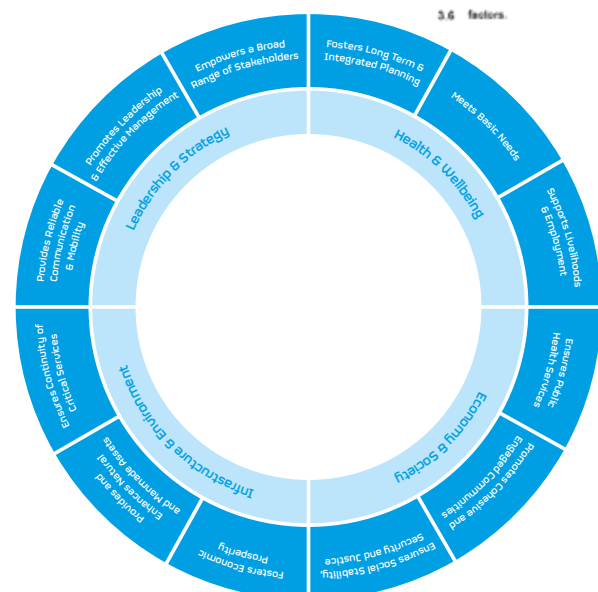 3.6 factors.
Empowers a Broad
Range of Stakeholders
Fosters Long Term &
Integrated Planning
Meets Basic Needs
Supports Livelihoods
& Employment
Ensures Public
Health Services
Promotes Cohesive and
Engaged Communities
Ensures Social Stability,
Security and Justice
Fosters Economic
Prosperity
Provides and
Enhances Natural
and Manmade Assets
Ensures Continuity of
Critical Services
Provides Reliable
Communication
& Mobility
Promotes Leadership
& Effective Management
Leadership & Strategy
Health & Wellbeing
Economy & Society
Infrastructure & Environment